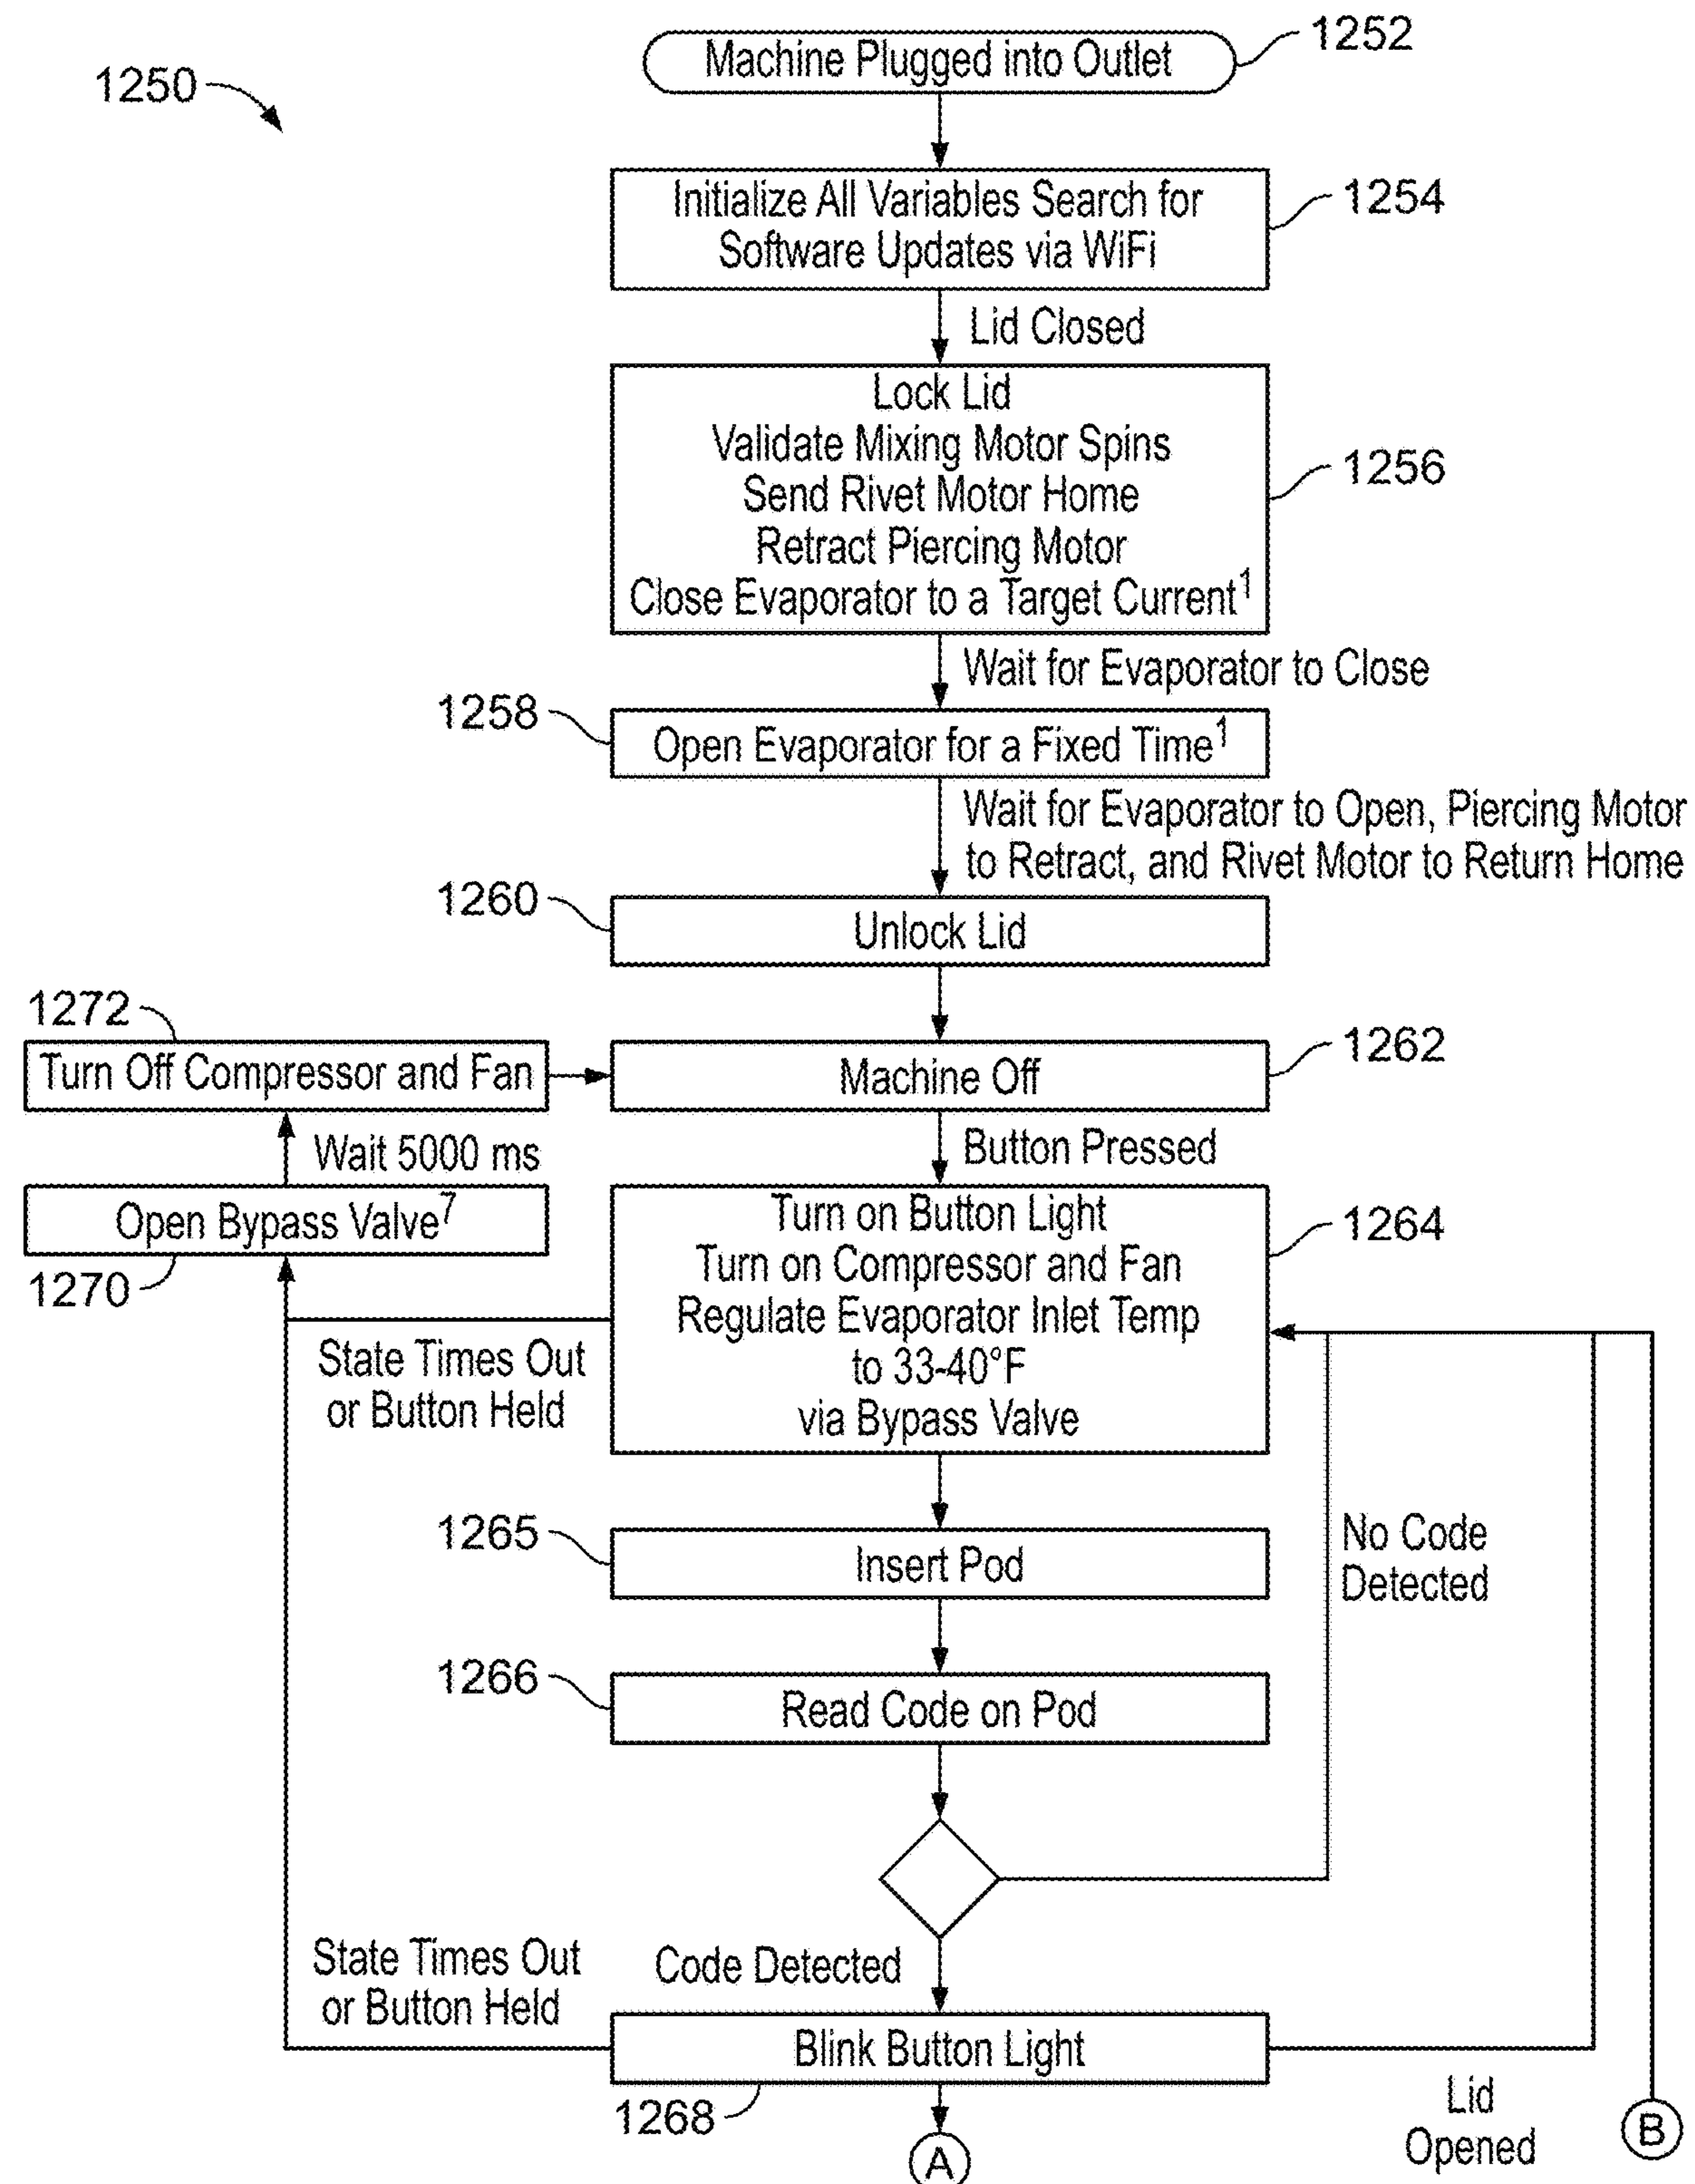 1250
Machine Plugged into Outlet
1252
Initialize All Variables Search for
Software Updates via WiFi
1254
Lid Closed
Lock Lid
Validate Mixing Motor Spins
Send Rivet Motor Home
Retract Piercing Motor
Close Evaporator to a Target Current¹
1256
Wait for Evaporator to Close
1258
Open Evaporator for a Fixed Time¹
Wait for Evaporator to Open, Piercing Motor
to Retract, and Rivet Motor to Return Home
1260
Unlock Lid
1272
Turn Off Compressor and Fan
Machine Off
1262
Wait 5000 ms
Button Pressed
Open Bypass Valve⁷
1270
Turn on Button Light
Turn on Compressor and Fan
Regulate Evaporator Inlet Temp
to 33-40°F
via Bypass Valve
1264
State Times Out
or Button Held
1265
Insert Pod
No Code
Detected
1266
Read Code on Pod
State Times Out
or Button Held
Code Detected
Blink Button Light
1268
Lid
Opened
A
B